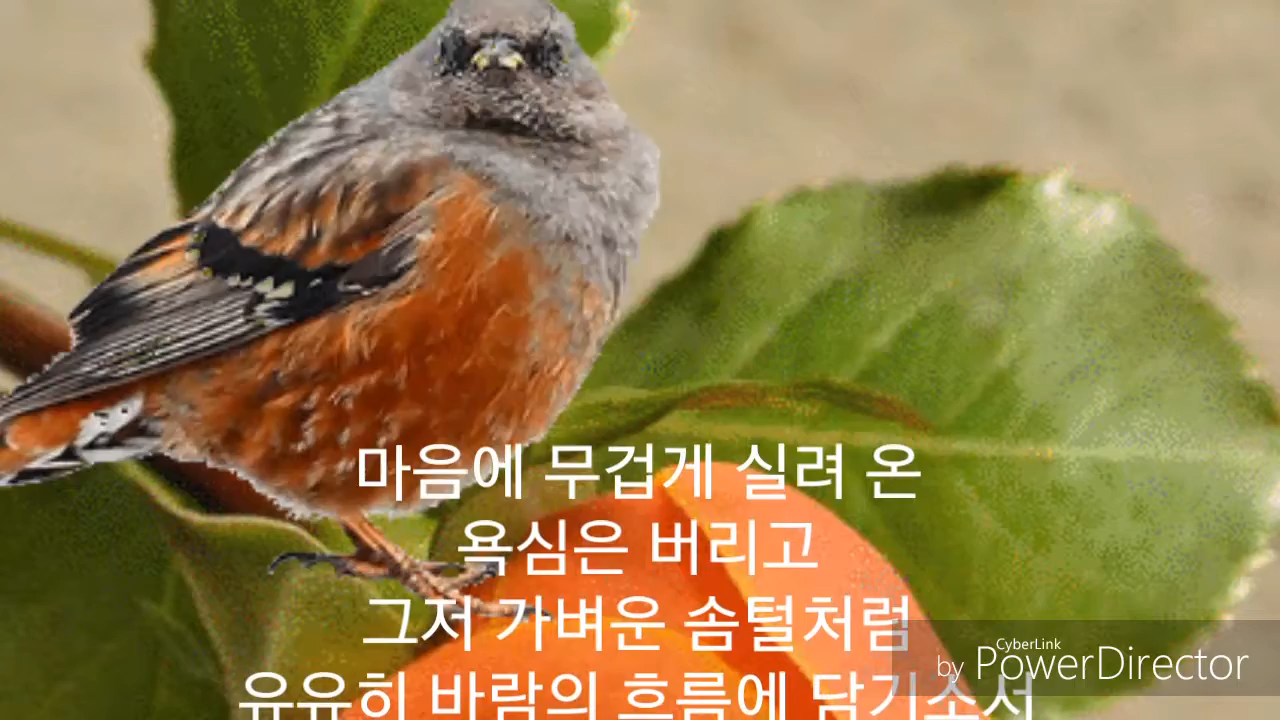 마음에 무겁게 실려 온
욕심은 버리고
그저 가벼운 솜털처럼
유유히 바람의 흐름에 담기소서
CyberLink
by PowerDirector